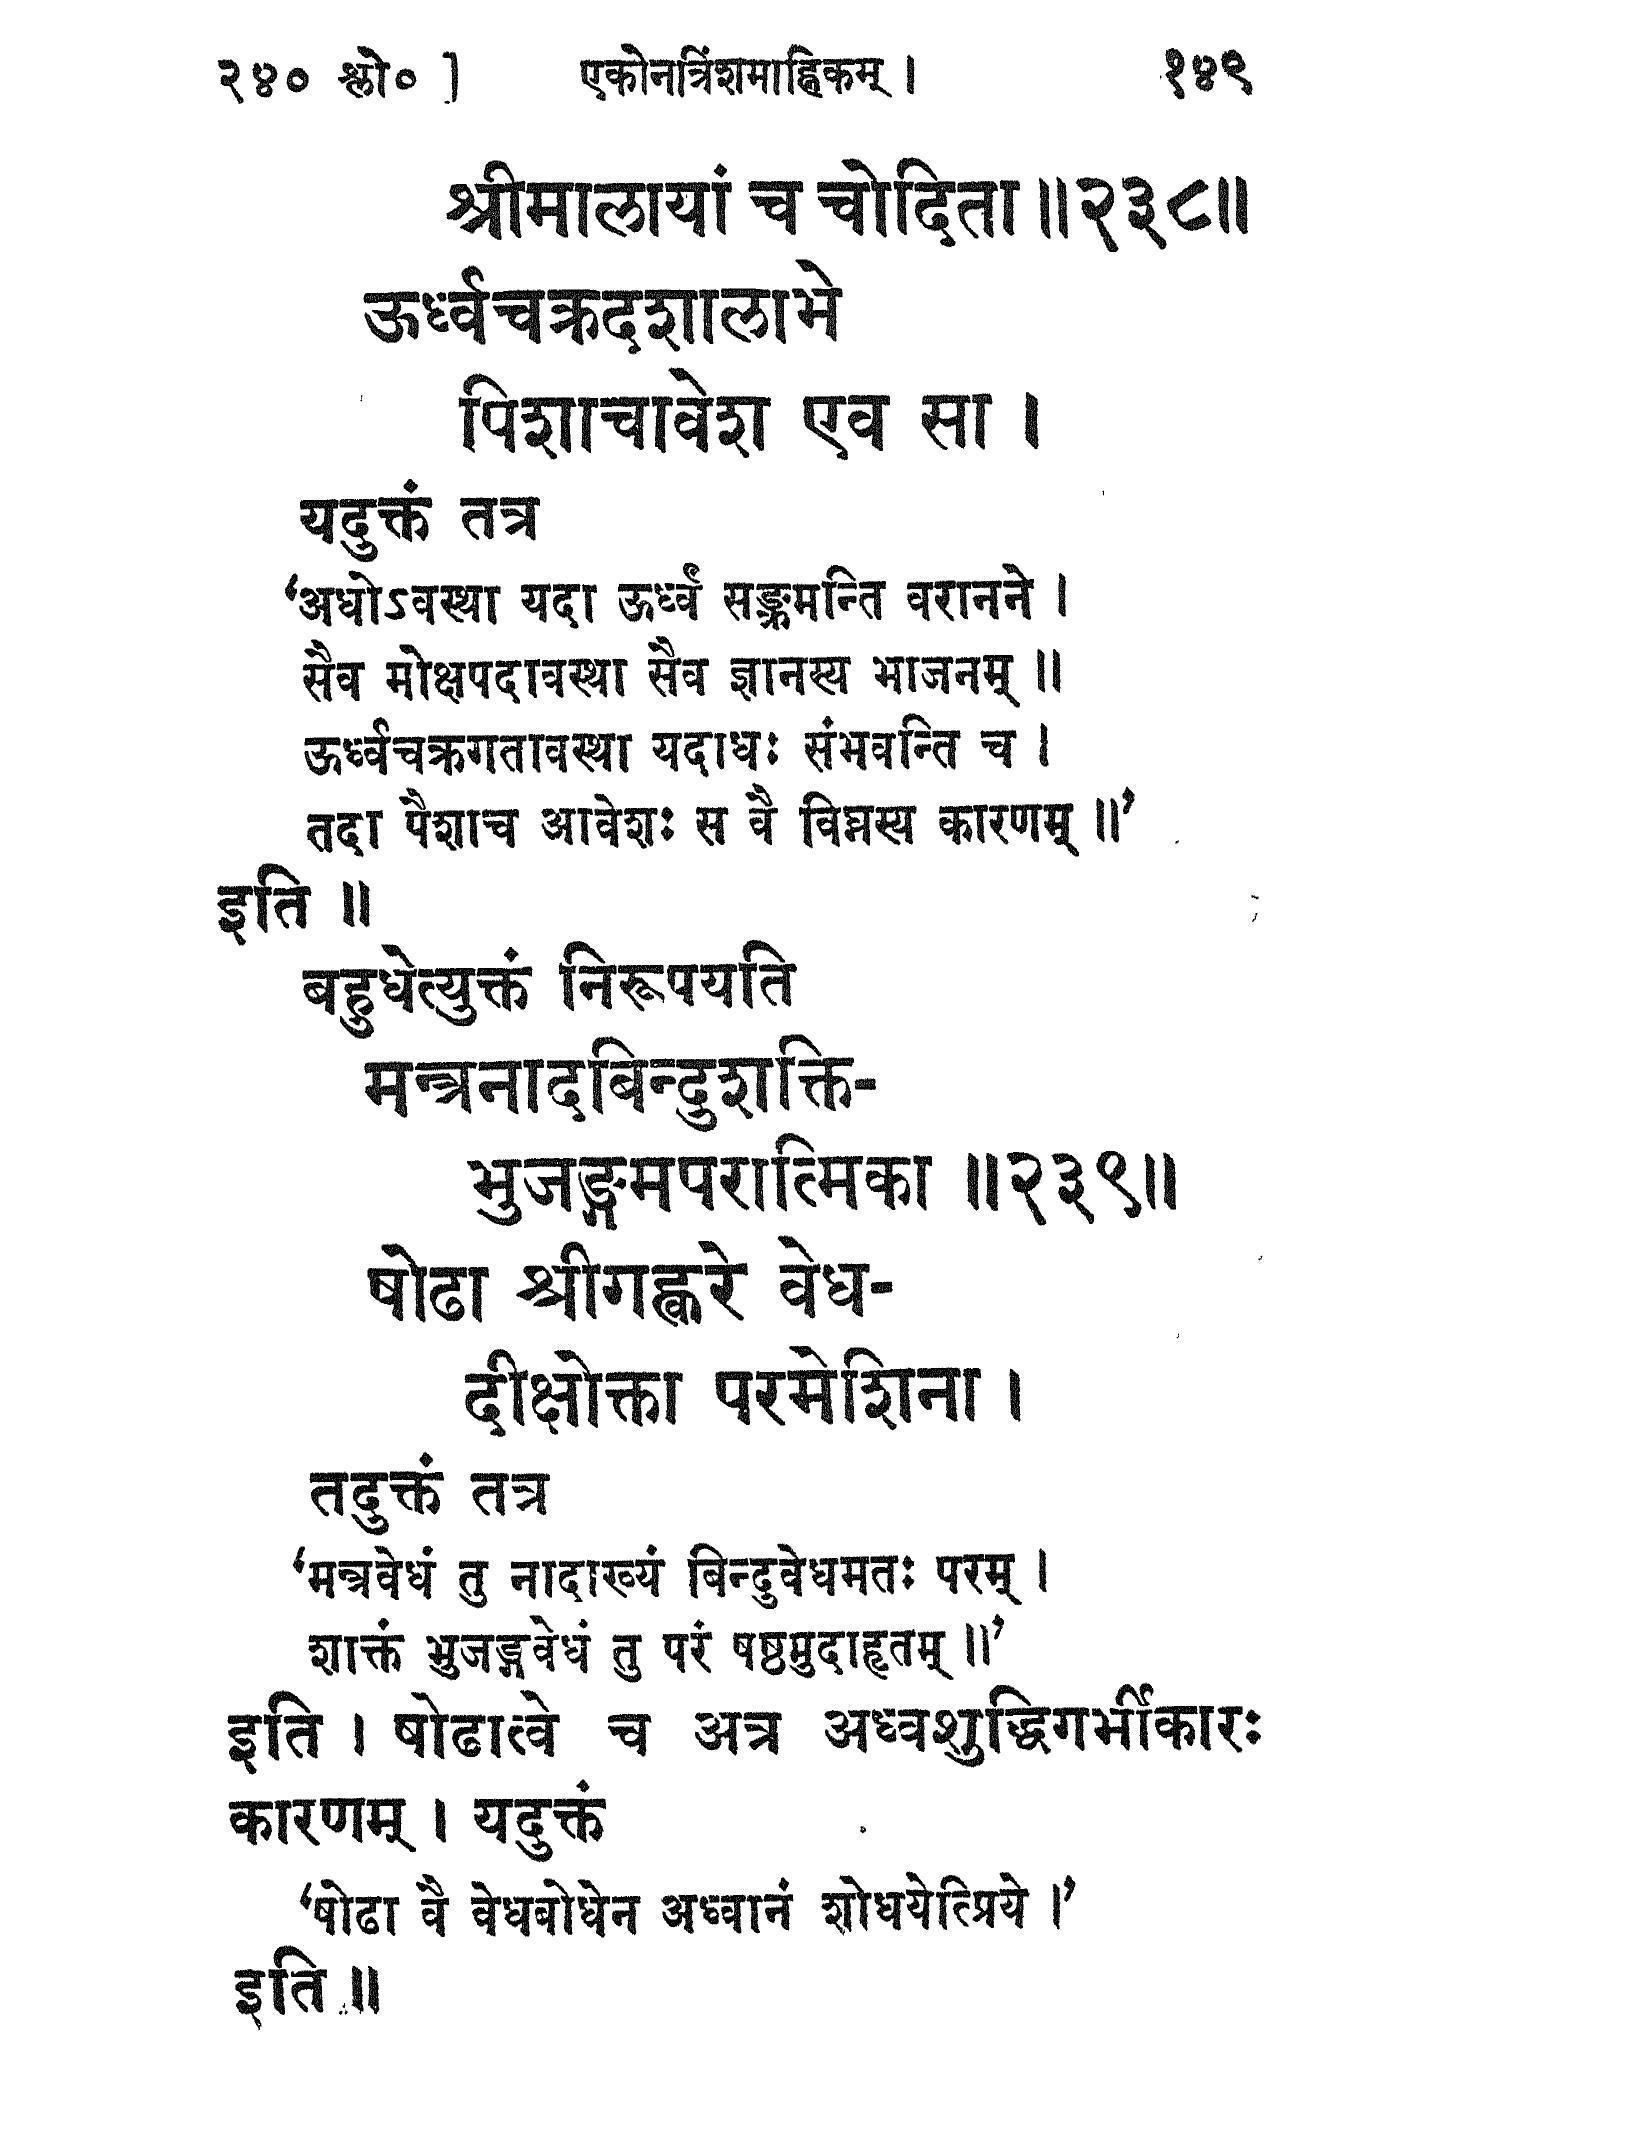 २४० श्लो० ] एकोनत्रिंशमाह्निकम् । १४९
श्रीमालायां च चोदिता॥२३८॥
ऊर्ध्वचक्रदशालाभे
पिशाचावेश एव सा ।
यदुक्तं तत्र
‘अधोऽवस्था यदा ऊर्ध्वं सङ्क्रमन्ति वरानने ।
सैव मोक्षपदावस्था सैव ज्ञानस्य भाजनम् ॥
ऊर्ध्वचक्रगतावस्था यदाधः संभवन्ति च ।
तदा पैशाच आवेशः स वै विघ्नस्य कारणम् ॥’
इति ॥
बहुधेत्युक्तं निरूपयति
मन्त्रनादबिन्दुशक्ति-
भुजङ्गमपरात्मिका ॥२३९॥
षोढा श्रीगह्वरे वेध-
दीक्षोक्ता परमेशिना ।
तदुक्तं तत्र
‘मन्त्रवेधं तु नादाख्यं बिन्दुवेधमतः परम् ।
शाक्तं भुजङ्गवेधं तु परं षष्ठमुदाहृतम् ॥’
इति । षोढात्वे च अत्र अध्वशुद्धिगर्भीकारः
कारणम् । यदुक्तं
‘षोढा वै वेधबोधेन अध्वानं शोधयेत्प्रिये ।’
इति ॥